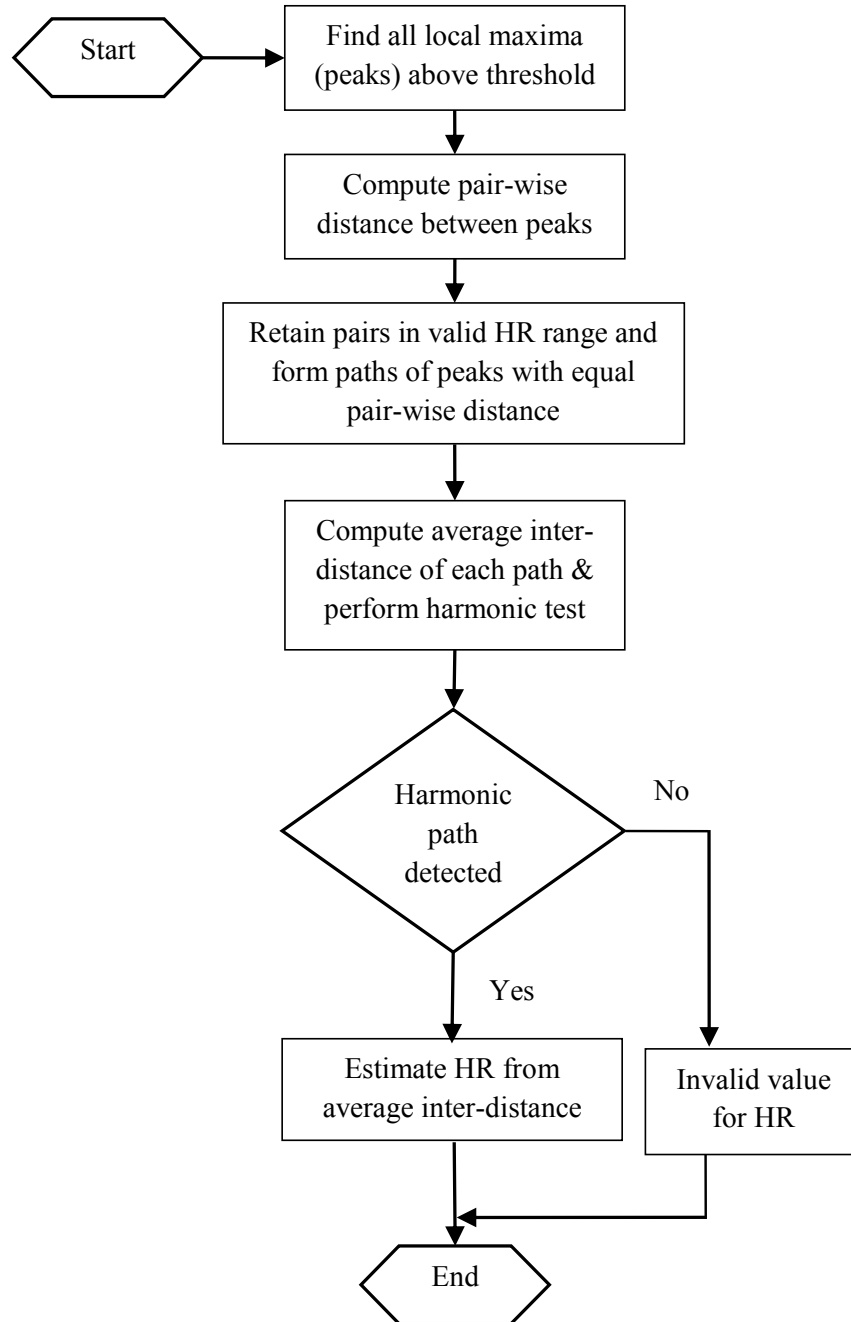 Start
Find all local maxima
(peaks) above threshold
Compute pair-wise
distance between peaks
Retain pairs in valid HR range and
form paths of peaks with equal
pair-wise distance
Compute average inter-
distance of each path &
perform harmonic test
Harmonic
path
detected
No
Yes
Estimate HR from
average inter-distance
Invalid value
for HR
End